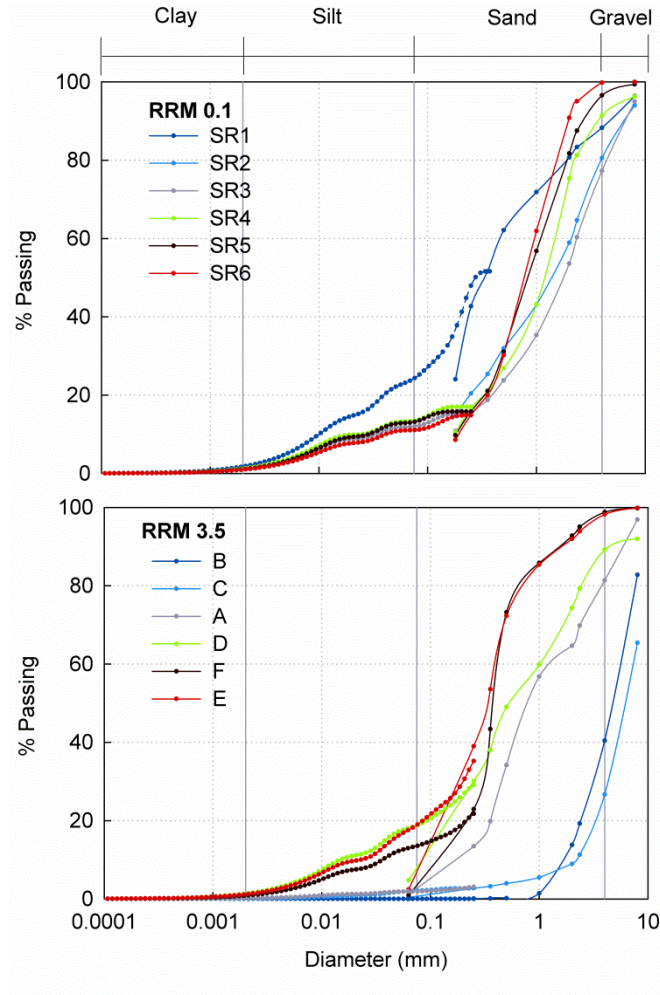 Clay Silt Sand Gravel
100
80
60
40
20
0
% Passing
RRM 0.1
SR1
SR2
SR3
SR4
SR5
SR6
100
80
60
40
20
0
% Passing
RRM 3.5
B
C
A
D
F
E
0.0001 0.001 0.01 0.1 1 10
Diameter (mm)